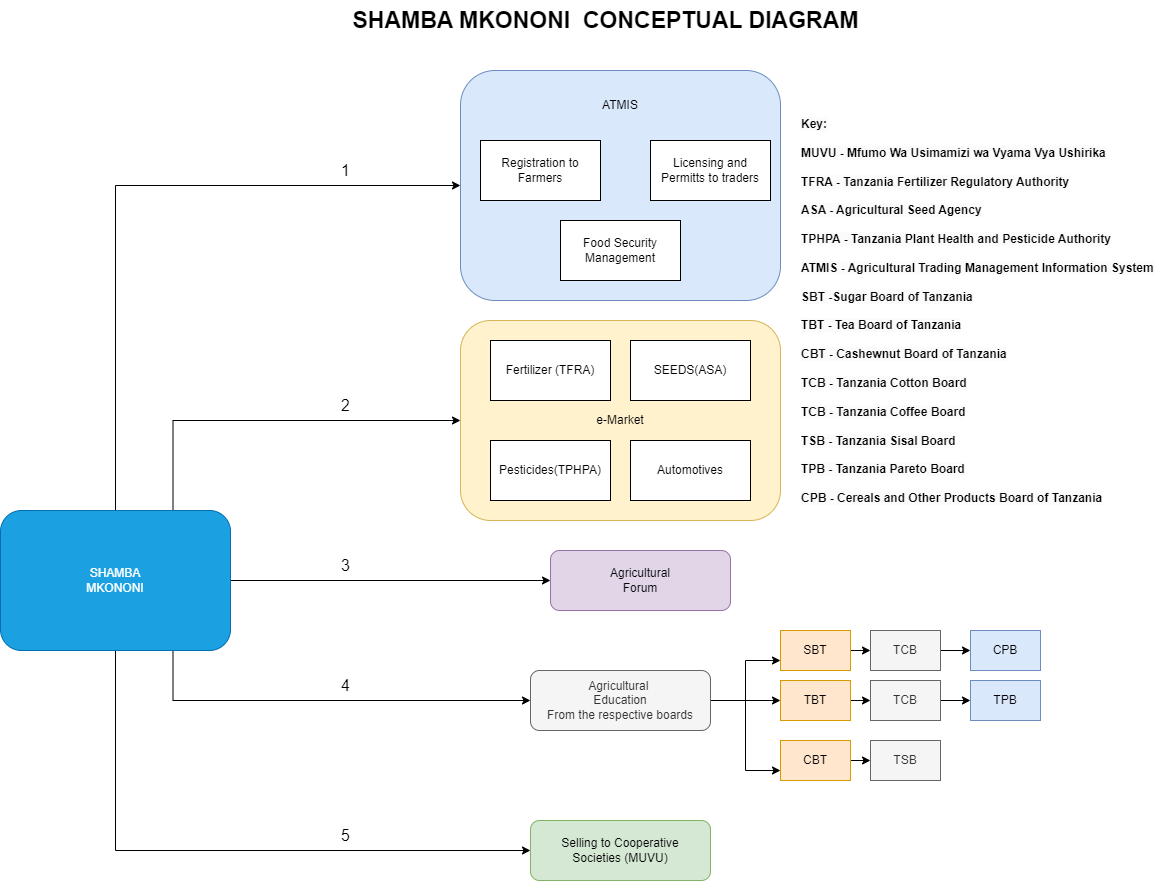 SHAMBA MKONONI  CONCEPTUAL DIAGRAM
ATMIS
Registration to
Farmers
Licensing and
Permitts to traders
Food Security
Management
1
Key:
MUVU - Mfumo Wa Usimamizi wa Vyama Vya Ushirika
TFRA - Tanzania Fertilizer Regulatory Authority
ASA - Agricultural Seed Agency
TPHPA - Tanzania Plant Health and Pesticide Authority
ATMIS - Agricultural Trading Management Information System
SBT -Sugar Board of Tanzania
TBT - Tea Board of Tanzania
CBT - Cashewnut Board of Tanzania
TCB - Tanzania Cotton Board
TCB - Tanzania Coffee Board
TSB - Tanzania Sisal Board
TPB - Tanzania Pareto Board
CPB - Cereals and Other Products Board of Tanzania
2
Fertilizer (TFRA)
SEEDS(ASA)
e-Market
Pesticides(TPHPA)
Automotives
SHAMBA
MKONONI
3
Agricultural
Forum
4
Agricultural
Education
From the respective boards
SBT
TCB
CPB
TBT
TCB
TPB
CBT
TSB
5
Selling to Cooperative
Societies (MUVU)